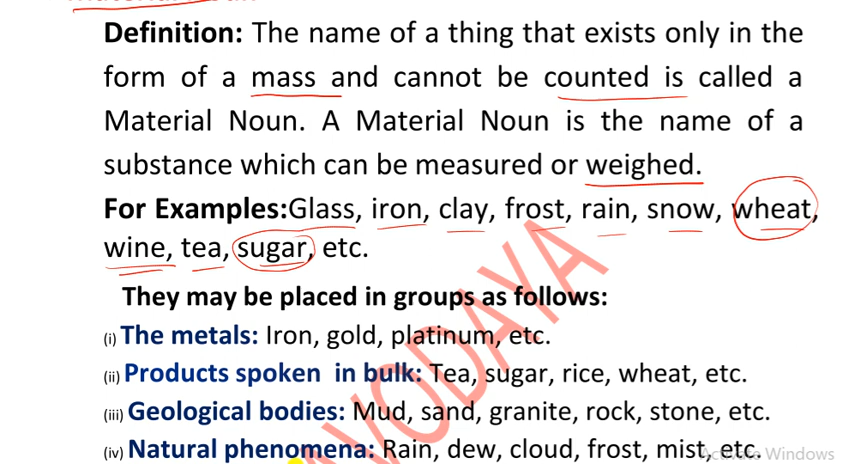 Definition: The name of a thing that exists only in the
form of a mass and cannot be counted is called a
Material Noun. A Material Noun is the name of a
substance which can be measured or weighed.
For Examples:Glass, iron, clay, frost, rain, snow, wheat,
wine, tea, sugar, etc.
They may be placed in groups as follows:
(i) The metals: Iron, gold, platinum, etc.
(ii) Products spoken in bulk: Tea, sugar, rice, wheat, etc.
(iii) Geological bodies: Mud, sand, granite, rock, stone, etc.
(iv) Natural phenomena: Rain, dew, cloud, frost, mist, etc.
Activate Windows